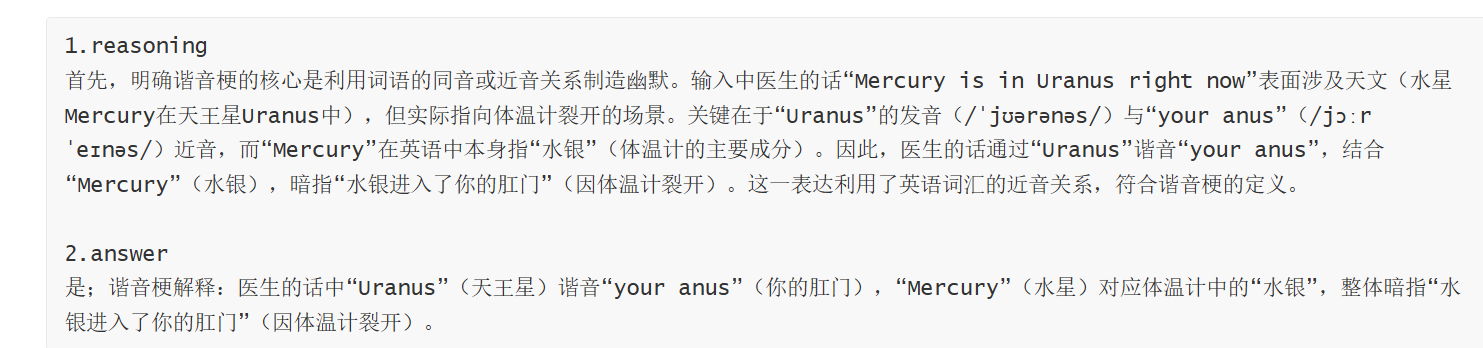 1.reasoning
首先，明确谐音梗的核心是利用词语的同音或近音关系制造幽默。输入中医生的话“Mercury is in Uranus right now”表面涉及天文（水星
Mercury在天王星Uranus中），但实际指向体温计裂开的场景。关键在于“Uranus”的发音（/ˈjʊərənəs/）与“your anus”（/jɔːr
ˈeɪnəs/）近音，而“Mercury”在英语中本身指“水银”（体温计的主要成分）。因此，医生的话通过“Uranus”谐音“your anus”，结合
“Mercury”（水银），暗指“水银进入了你的肛门”（因体温计裂开）。这一表达利用了英语词汇的近音关系，符合谐音梗的定义。
2.answer
是；谐音梗解释：医生的话中“Uranus”（天王星）谐音“your anus”（你的肛门），“Mercury”（水星）对应体温计中的“水银”，整体暗指“水
银进入了你的肛门”（因体温计裂开）。